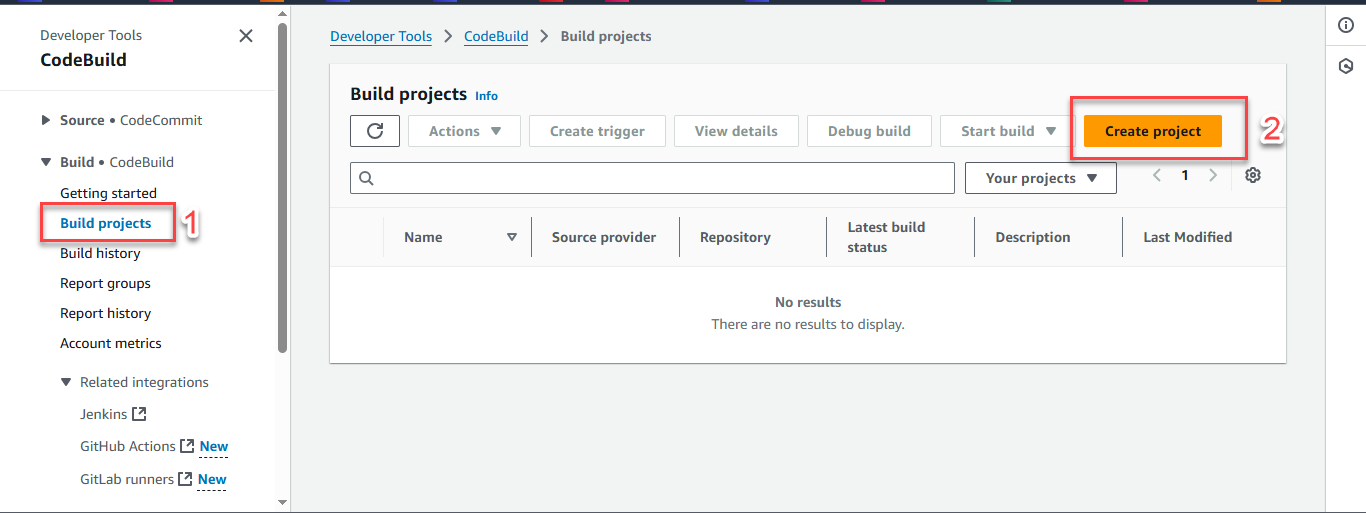 Developer Tools
CodeBuild
Source • CodeCommit
Build • CodeBuild
Getting started
Build projects
1
Build history
Report groups
Report history
Account metrics
Related integrations
Jenkins
GitHub Actions New
GitLab runners New
Developer Tools > CodeBuild > Build projects
Build projects Info
Actions Create trigger View details Debug build Start build Create project
2
Your projects
1
Name Source provider Repository Latest build status Description Last Modified
No results
There are no results to display.